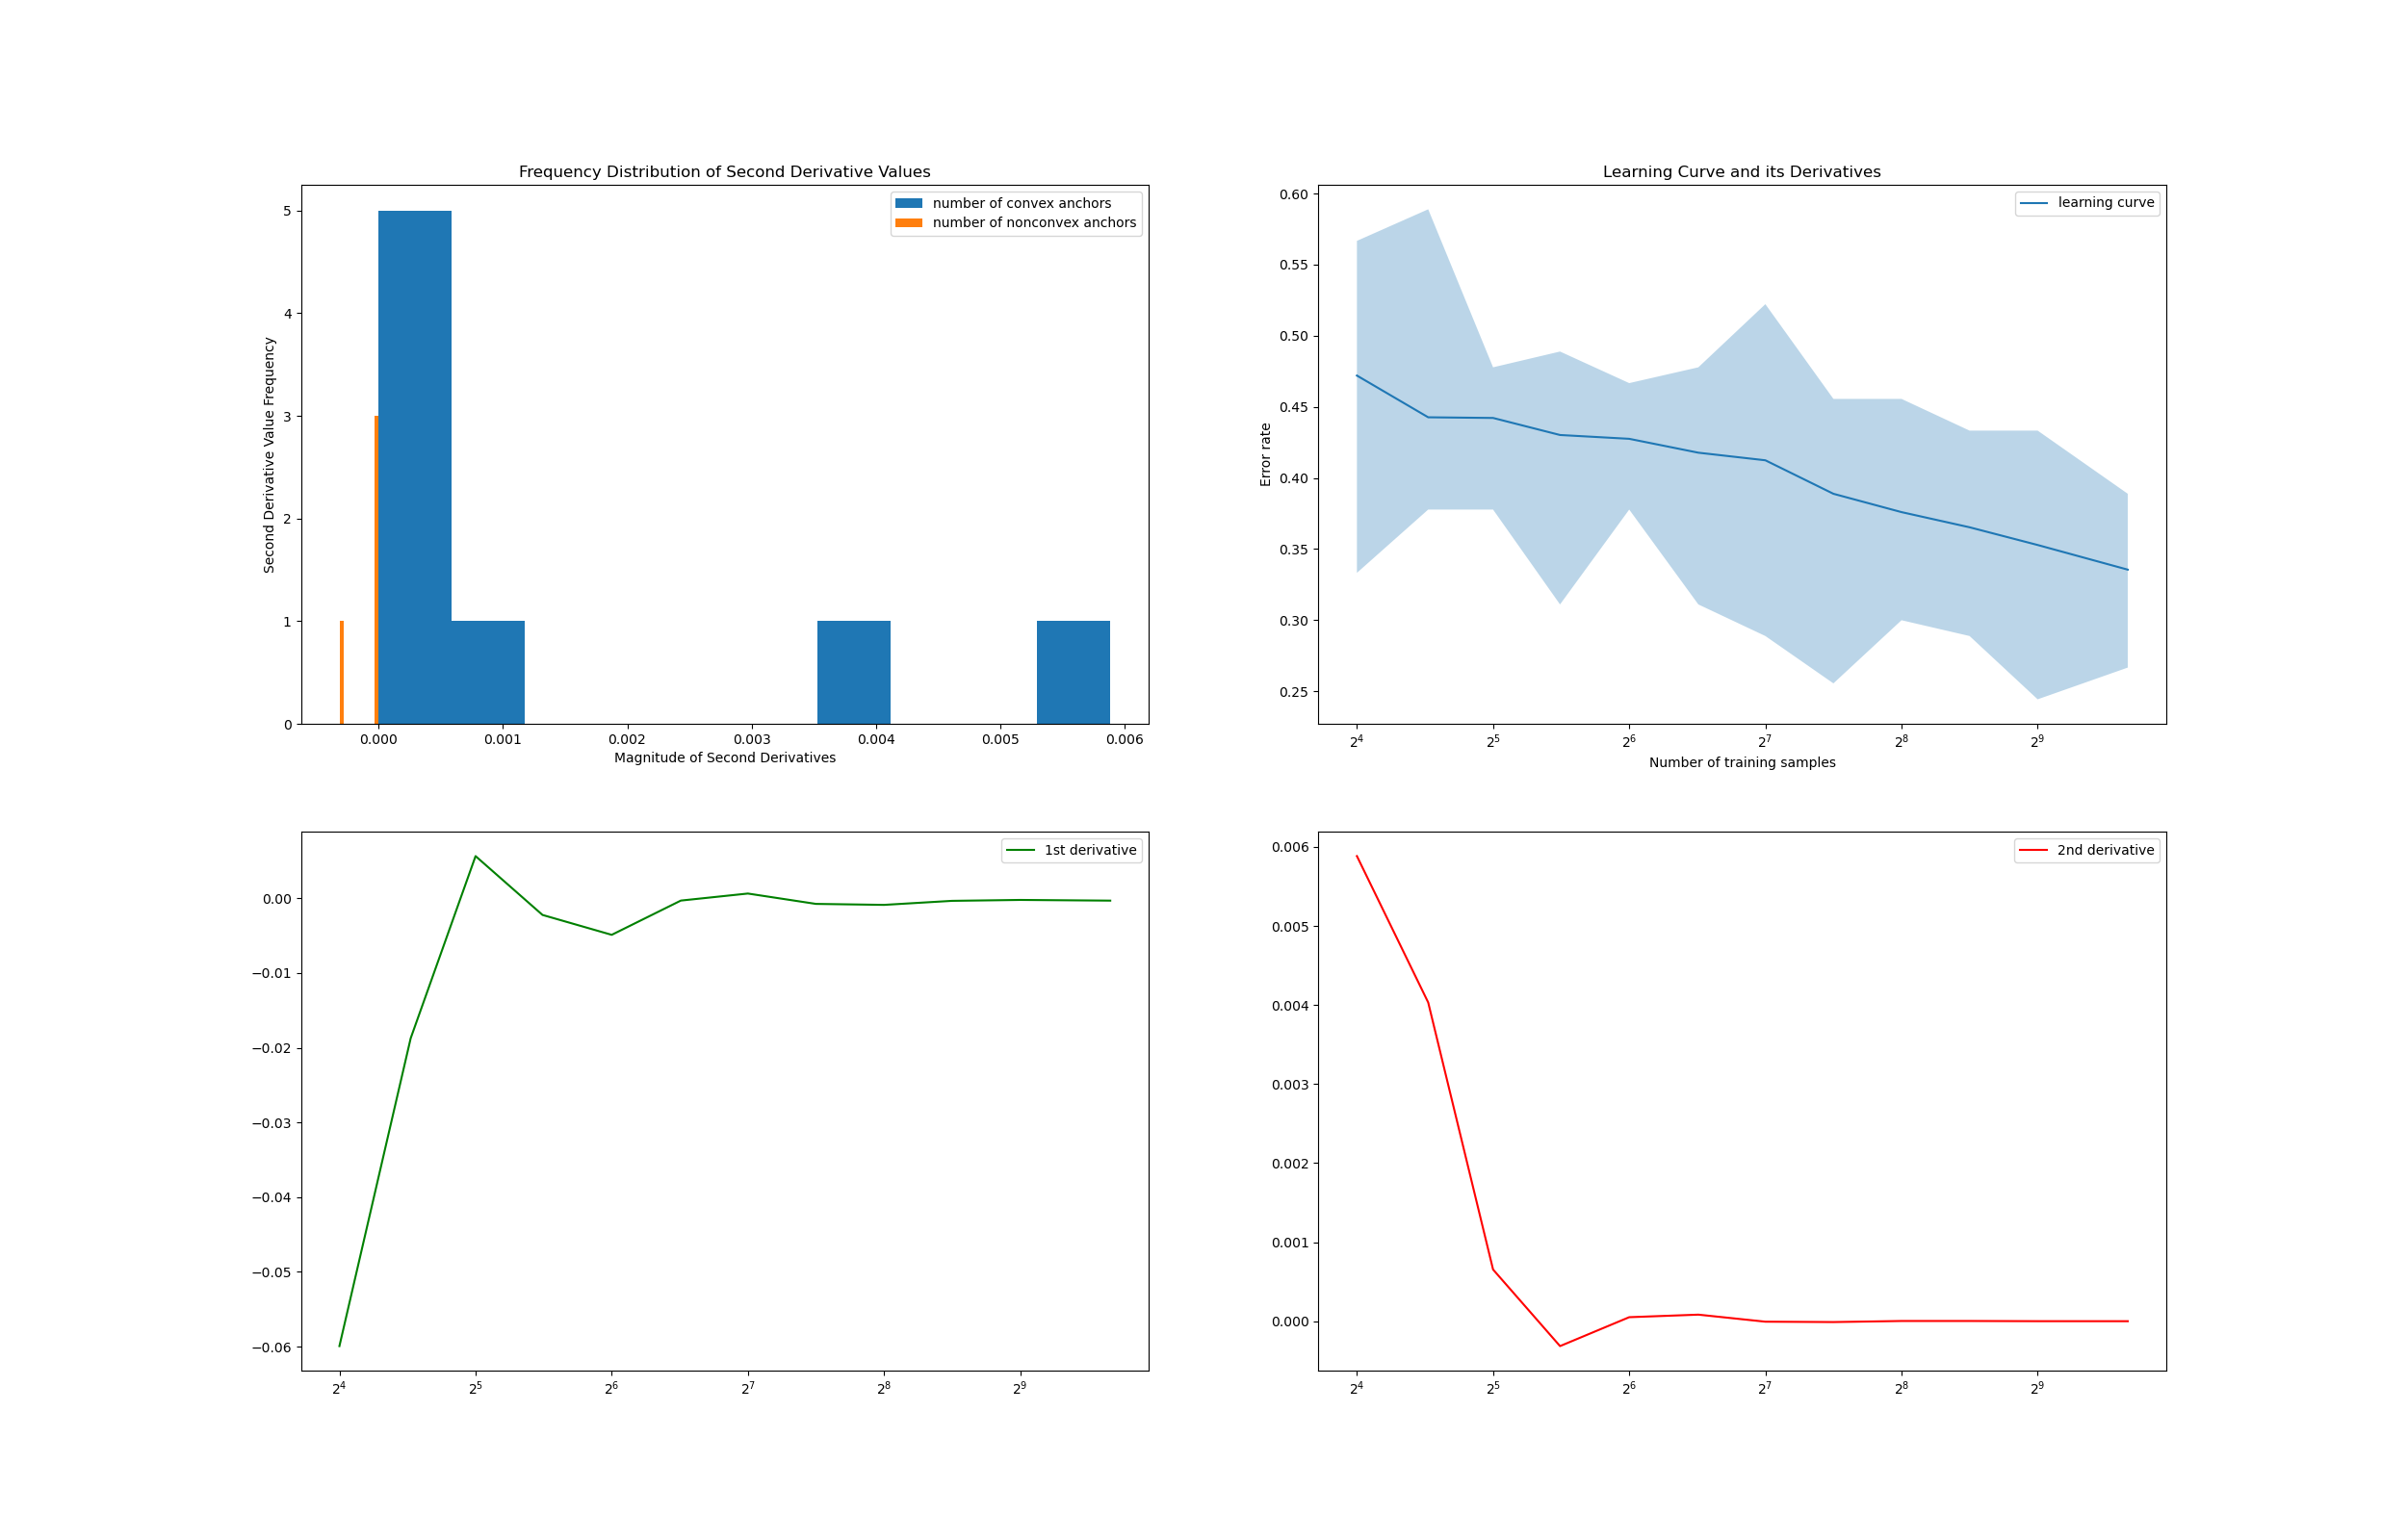 Frequency Distribution of Second Derivative Values
number of convex anchors
number of nonconvex anchors
Second Derivative Value Frequency
5
4
3
2
1
0
0.000 0.001 0.002 0.003 0.004 0.005 0.006
Magnitude of Second Derivatives
Learning Curve and its Derivatives
learning curve
Error rate
0.60
0.55
0.50
0.45
0.40
0.35
0.30
0.25
2⁴ 2⁵ 2⁶ 2⁷ 2⁸ 2⁹
Number of training samples
1st derivative
0.00
−0.01
−0.02
−0.03
−0.04
−0.05
−0.06
2⁴ 2⁵ 2⁶ 2⁷ 2⁸ 2⁹
2nd derivative
0.006
0.005
0.004
0.003
0.002
0.001
0.000
2⁴ 2⁵ 2⁶ 2⁷ 2⁸ 2⁹